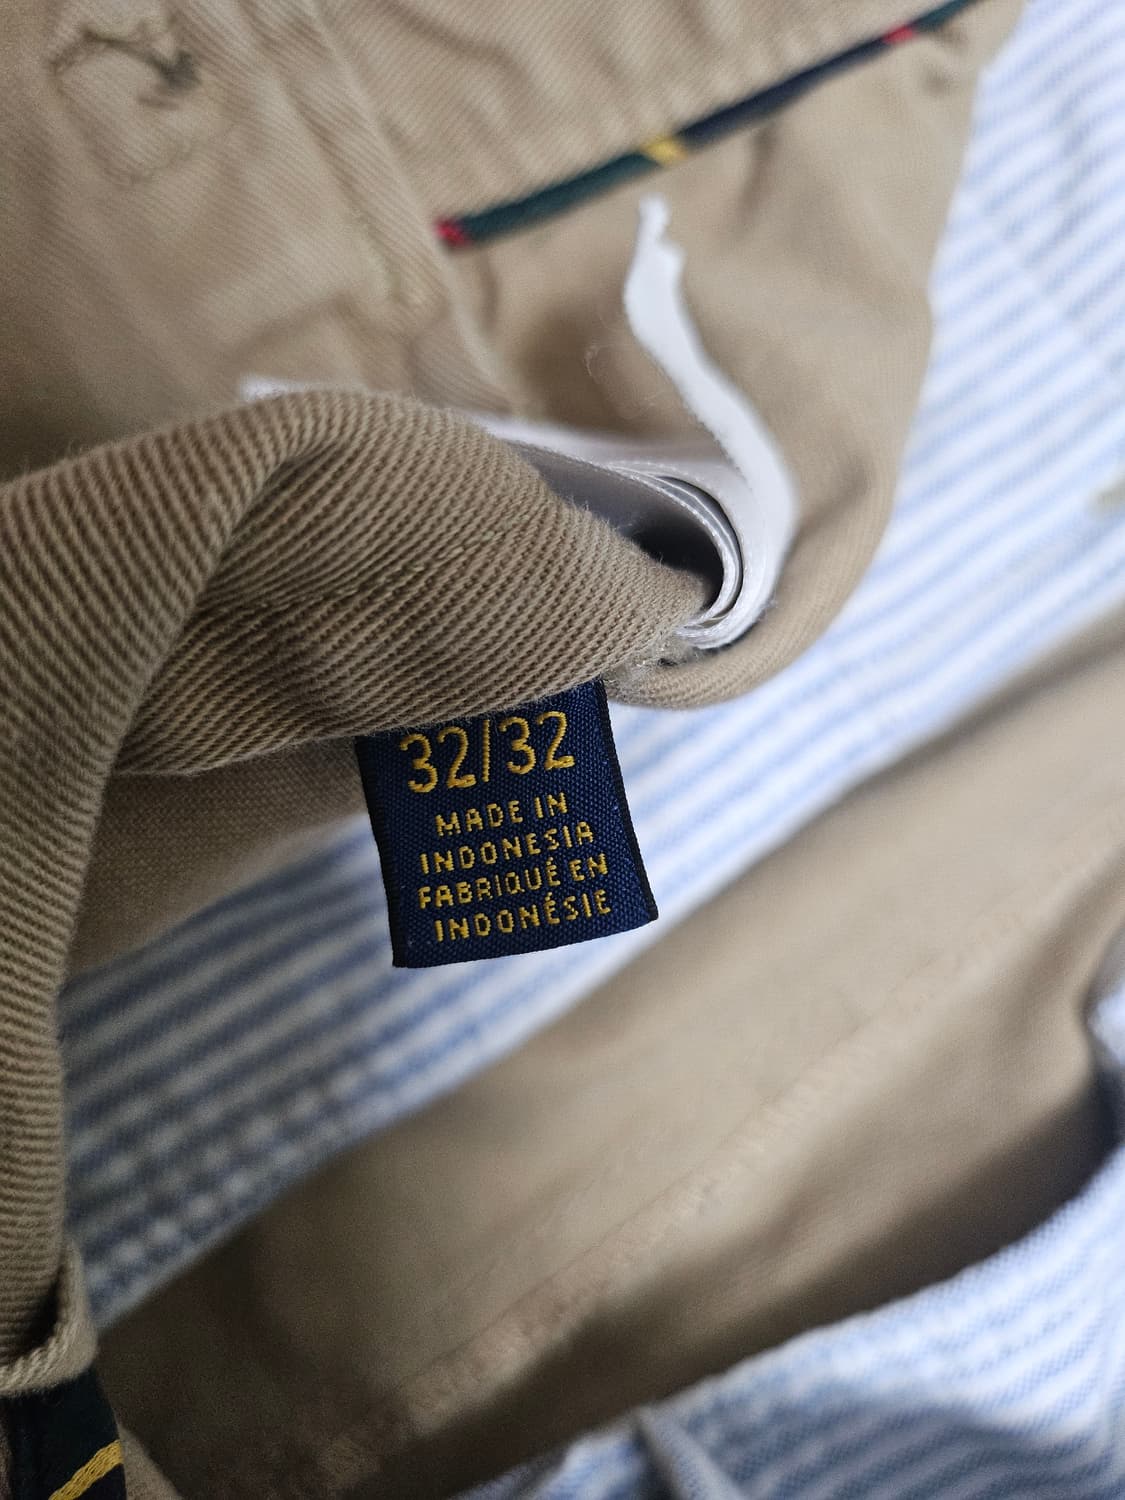 32/32
MADE IN
INDONESIA
FABRIQUÉ EN
INDONÉSIE